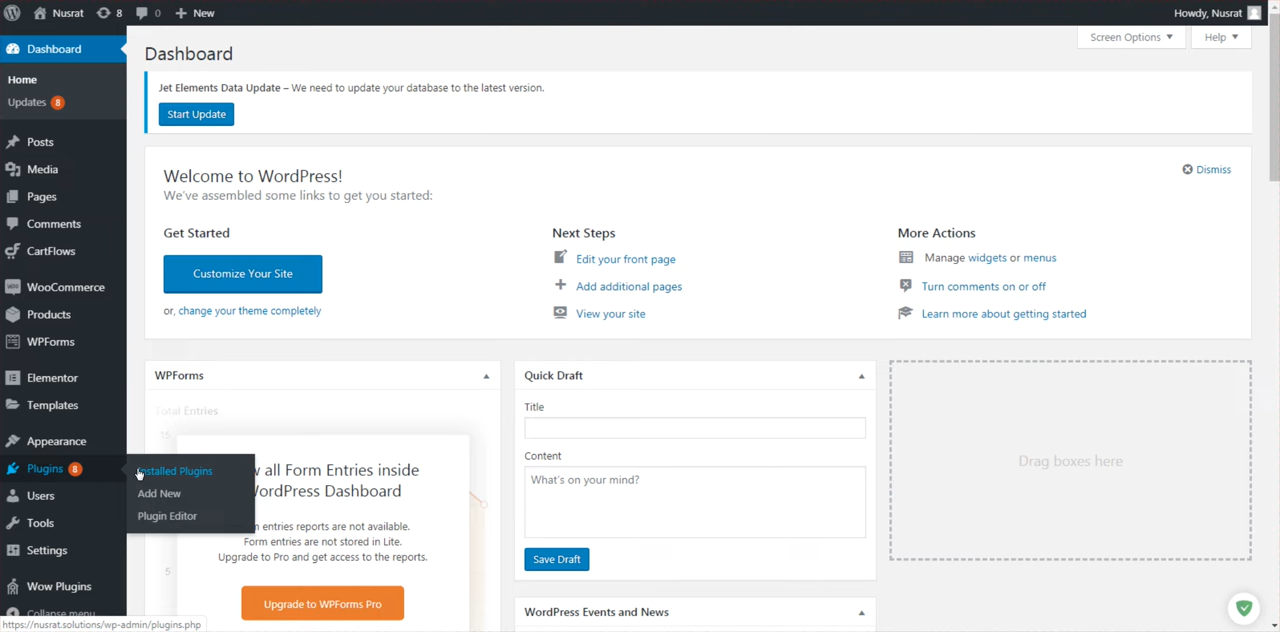 Nusrat 8 0 New Howdy, Nusrat
Dashboard
Home
Updates 8
Posts
Media
Pages
Comments
CartFlows
WooCommerce
Products
WPForms
Elementor
Templates
Appearance
Plugins 8
Users
Tools
Settings
Wow Plugins
Collapse menu
Installed Plugins
Add New
Plugin Editor
https://nusrat.solutions/wp-admin/plugins.php
Screen Options Help
Dashboard
Jet Elements Data Update – We need to update your database to the latest version.
Start Update
Welcome to WordPress!
We've assembled some links to get you started:
Dismiss
Get Started
Customize Your Site
or, change your theme completely
Next Steps
Edit your front page
Add additional pages
View your site
More Actions
Manage widgets or menus
Turn comments on or off
Learn more about getting started
WPForms
Total Entries
15
5
all Form Entries inside
WordPress Dashboard
entries reports are not available.
Form entries are not stored in Lite.
Upgrade to Pro and get access to the reports.
Upgrade to WPForms Pro
Quick Draft
Title
Content
What's on your mind?
Save Draft
WordPress Events and News
Drag boxes here